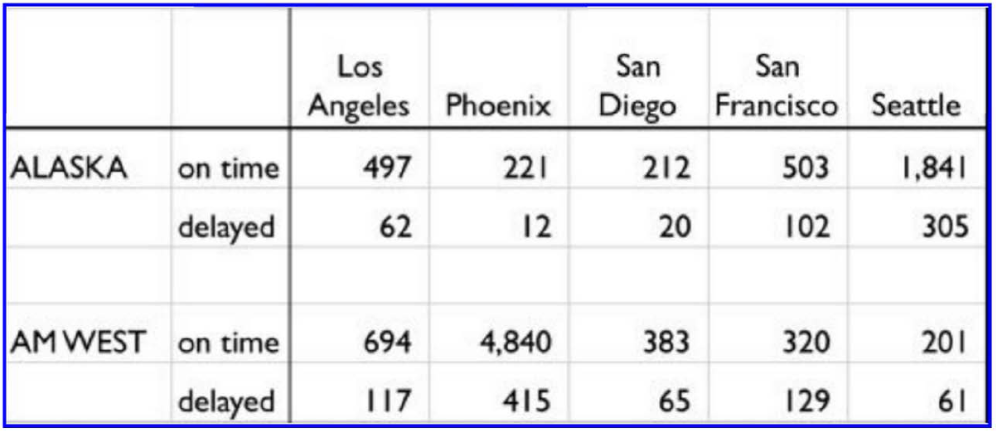 Los Angeles Phoenix San Diego San Francisco Seattle
ALASKA on time 497 221 212 503 1,841
delayed 62 12 20 102 305
AM WEST on time 694 4,840 383 320 201
delayed 117 415 65 129 61